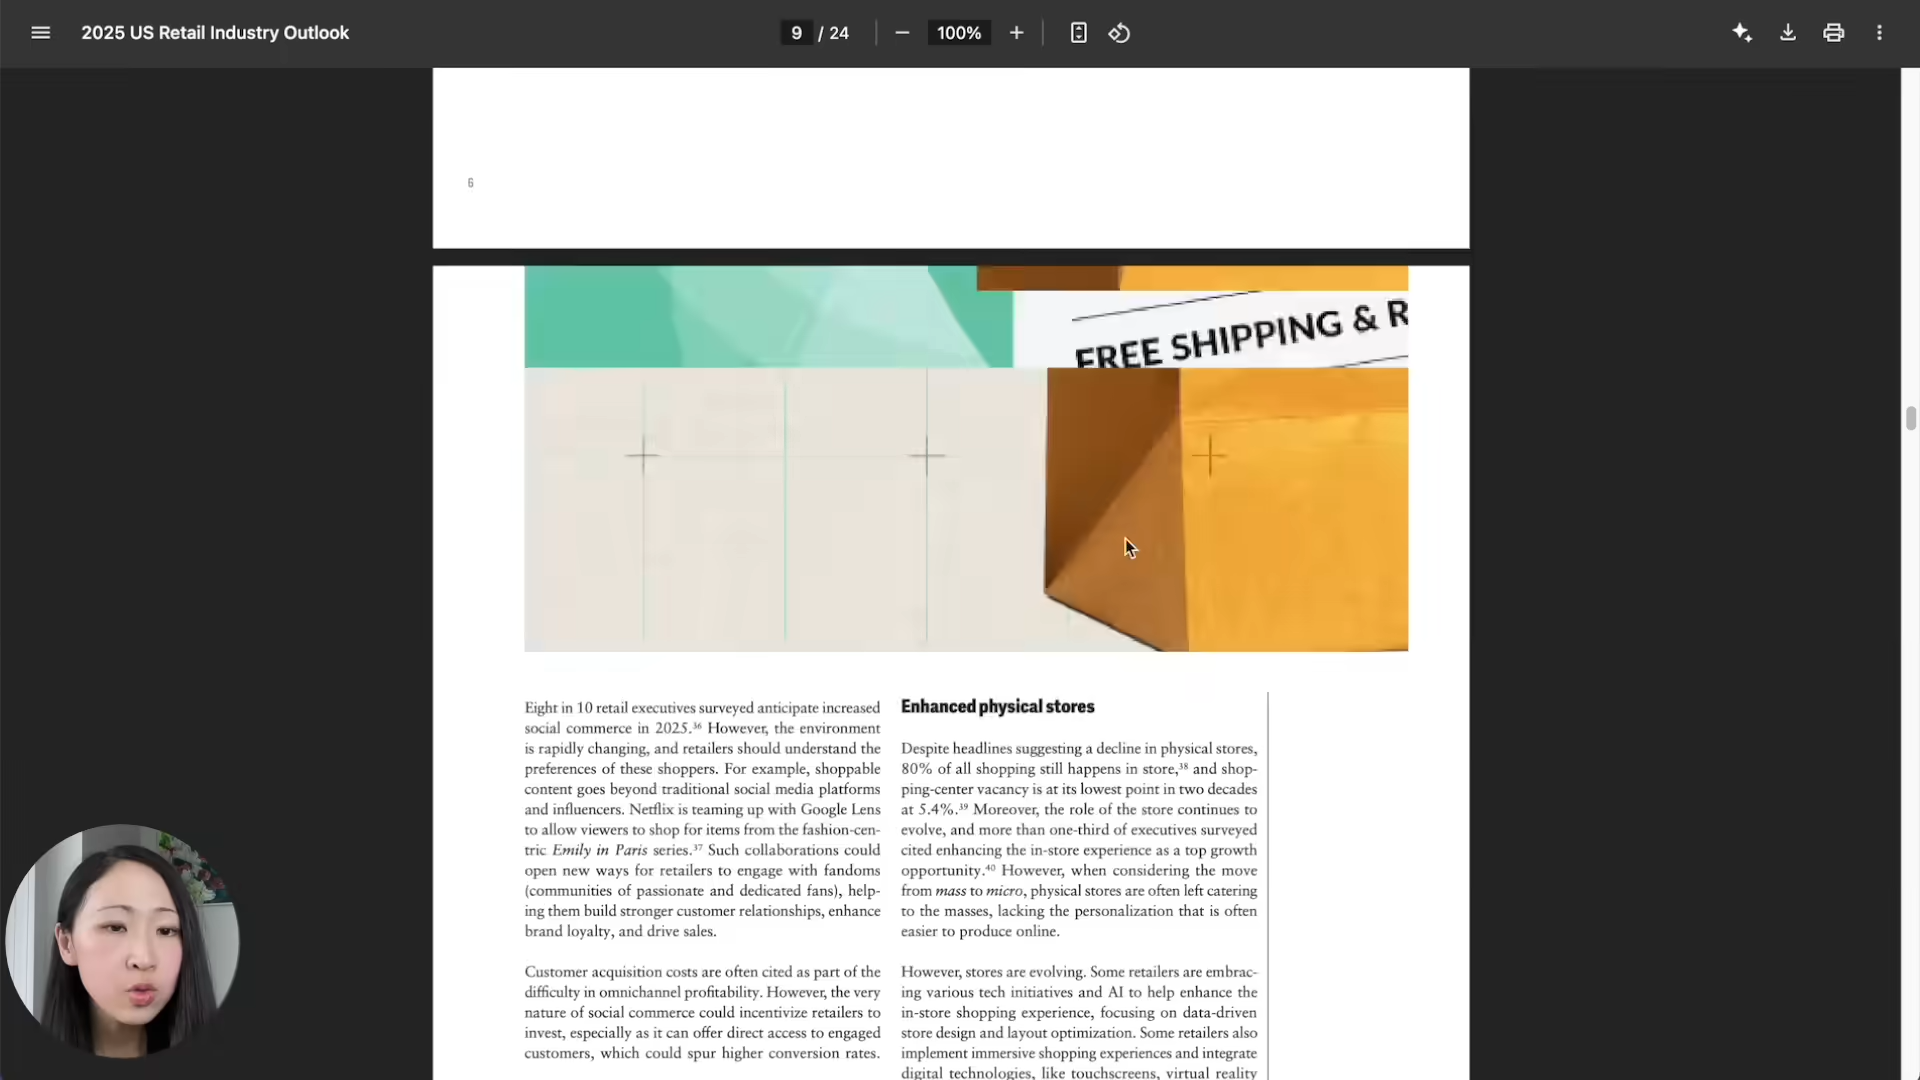 2025 US Retail Industry Outlook
9 / 24
100%
6
FREE SHIPPING & R
Eight in 10 retail executives surveyed anticipate increased
social commerce in 2025.³⁶ However, the environment
is rapidly changing, and retailers should understand the
preferences of these shoppers. For example, shoppable
content goes beyond traditional social media platforms
and influencers. Netflix is teaming up with Google Lens
to allow viewers to shop for items from the fashion-cen-
tric Emily in Paris series.³⁷ Such collaborations could
open new ways for retailers to engage with fandoms
(communities of passionate and dedicated fans), help-
ing them build stronger customer relationships, enhance
brand loyalty, and drive sales.
Customer acquisition costs are often cited as part of the
difficulty in omnichannel profitability. However, the very
nature of social commerce could incentivize retailers to
invest, especially as it can offer direct access to engaged
customers, which could spur higher conversion rates.
Enhanced physical stores
Despite headlines suggesting a decline in physical stores,
80% of all shopping still happens in store,³⁸ and shop-
ping-center vacancy is at its lowest point in two decades
at 5.4%.³⁹ Moreover, the role of the store continues to
evolve, and more than one-third of executives surveyed
cited enhancing the in-store experience as a top growth
opportunity.⁴⁰ However, when considering the move
from mass to micro, physical stores are often left catering
to the masses, lacking the personalization that is often
easier to produce online.
However, stores are evolving. Some retailers are embrac-
ing various tech initiatives and AI to help enhance the
in-store shopping experience, focusing on data-driven
store design and layout optimization. Some retailers also
implement immersive shopping experiences and integrate
digital technologies, like touchscreens, virtual reality